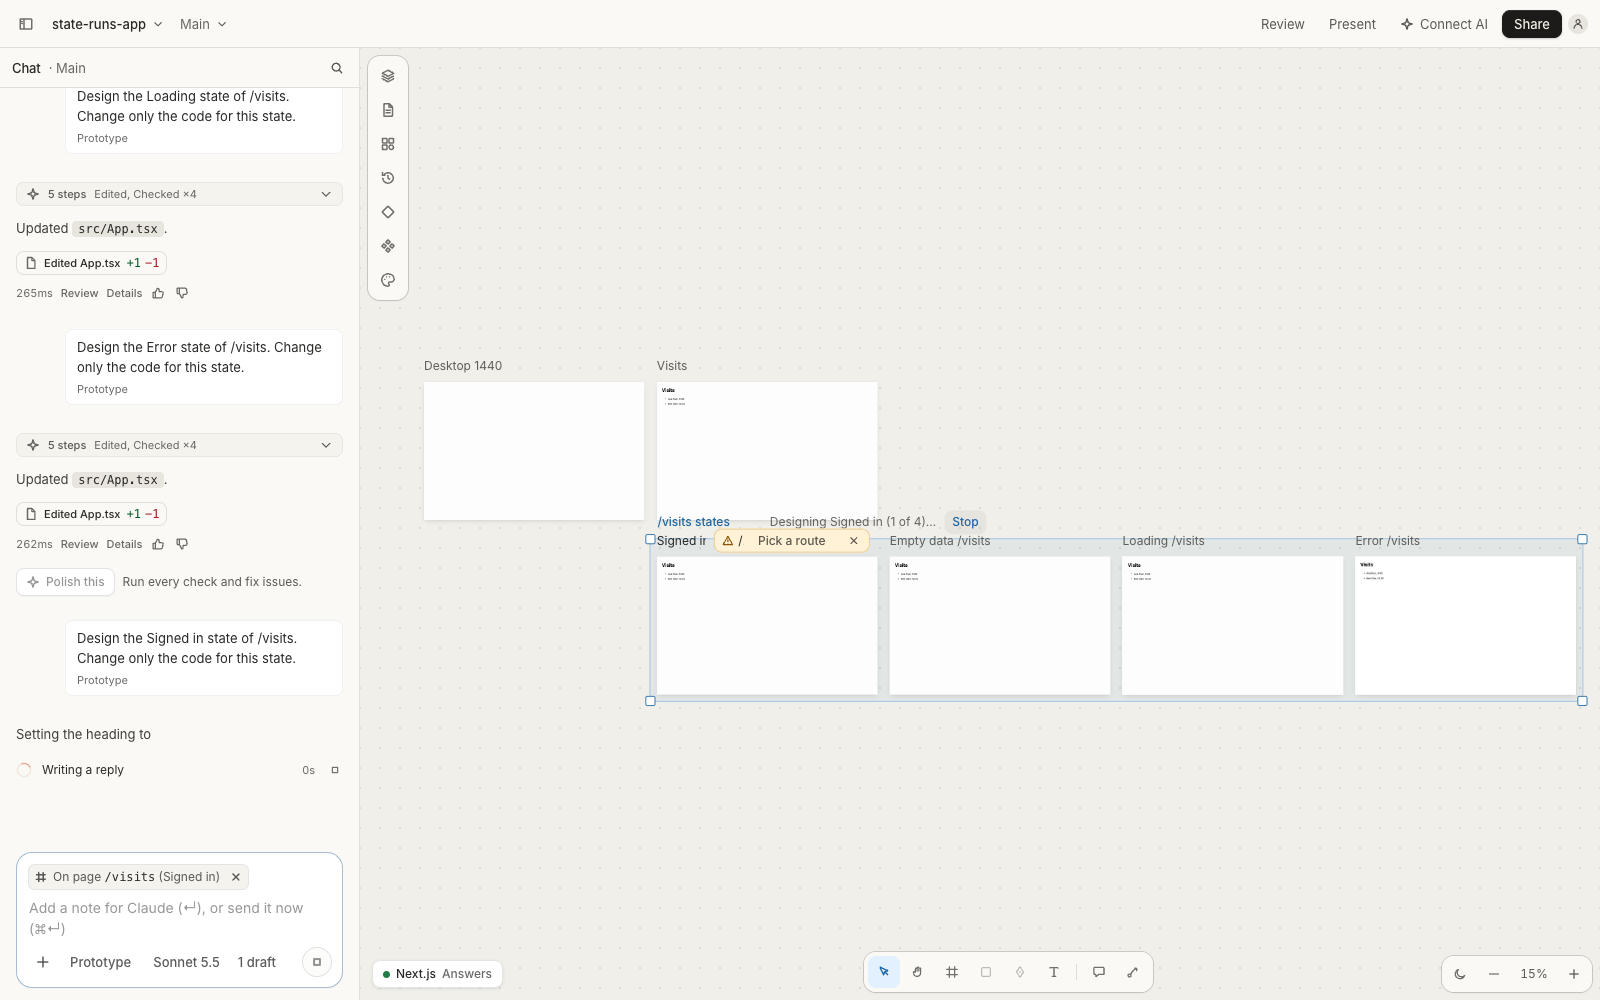 state-runs-app
Main
Review
Present
Connect AI
Share
Chat · Main
Design the Loading state of /visits.
Change only the code for this state.
Prototype
5 steps Edited, Checked ×4
Updated src/App.tsx.
Edited App.tsx +1 −1
265ms Review Details
Design the Error state of /visits. Change
only the code for this state.
Prototype
5 steps Edited, Checked ×4
Updated src/App.tsx.
Edited App.tsx +1 −1
262ms Review Details
Polish this Run every check and fix issues.
Design the Signed in state of /visits.
Change only the code for this state.
Prototype
Setting the heading to
Writing a reply 0s
On page /visits (Signed in)
Add a note for Claude (↵), or send it now
(⌘↵)
Prototype Sonnet 5.5 1 draft
Desktop 1440
Visits
Visits
/visits states Designing Signed in (1 of 4)... Stop
Signed in / Pick a route
Empty data /visits
Loading /visits
Error /visits
Visits
Visits
Visits
Visits
Next.js Answers
15%